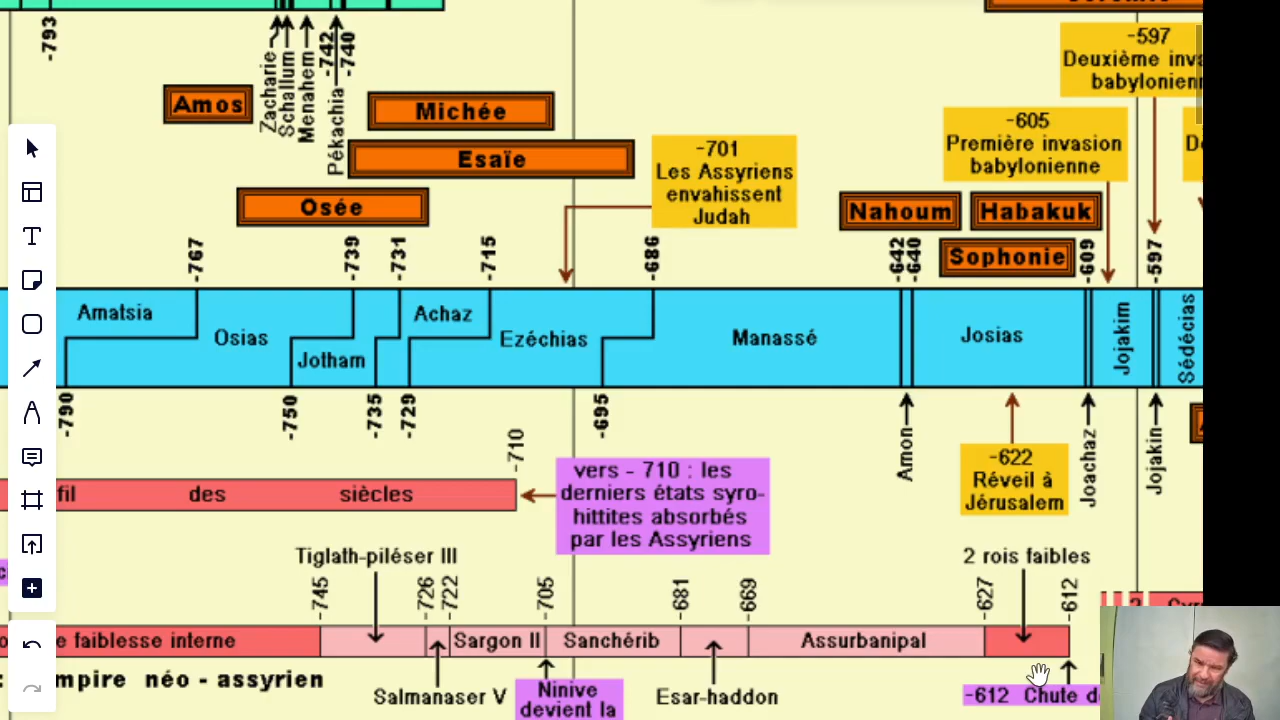 -793
Zacharie
Schallum
Menahem
-742
-740
Pékachia
Amos
Michée
Esaïe
Osée
-701
Les Assyriens
envahissent
Judah
-597
Deuxième inva
babylonienn
-605
Première invasion
babylonienne
Nahoum
Habakuk
Sophonie
-767
-739
-731
-715
-686
-642
-640
-609
-597
Amatsia
Osias
Jotham
Achaz
Ezéchias
Manassé
Josias
Jojakim
Sédécias
-790
-750
-735
-729
-695
Amon
Joachaz
Jojakin
-622
Réveil à
Jérusalem
-710
fil des siècles
vers - 710 : les
derniers états syro-
hittites absorbés
par les Assyriens
Tiglath-piléser III
2 rois faibles
- 745
- 726
- 722
- 705
- 681
- 669
- 627
- 612
e faiblesse interne
Sargon II
Sanchérib
Assurbanipal
: mpire néo - assyrien
Salmanaser V
Ninive
devient la
Esar-haddon
-612 Chute d